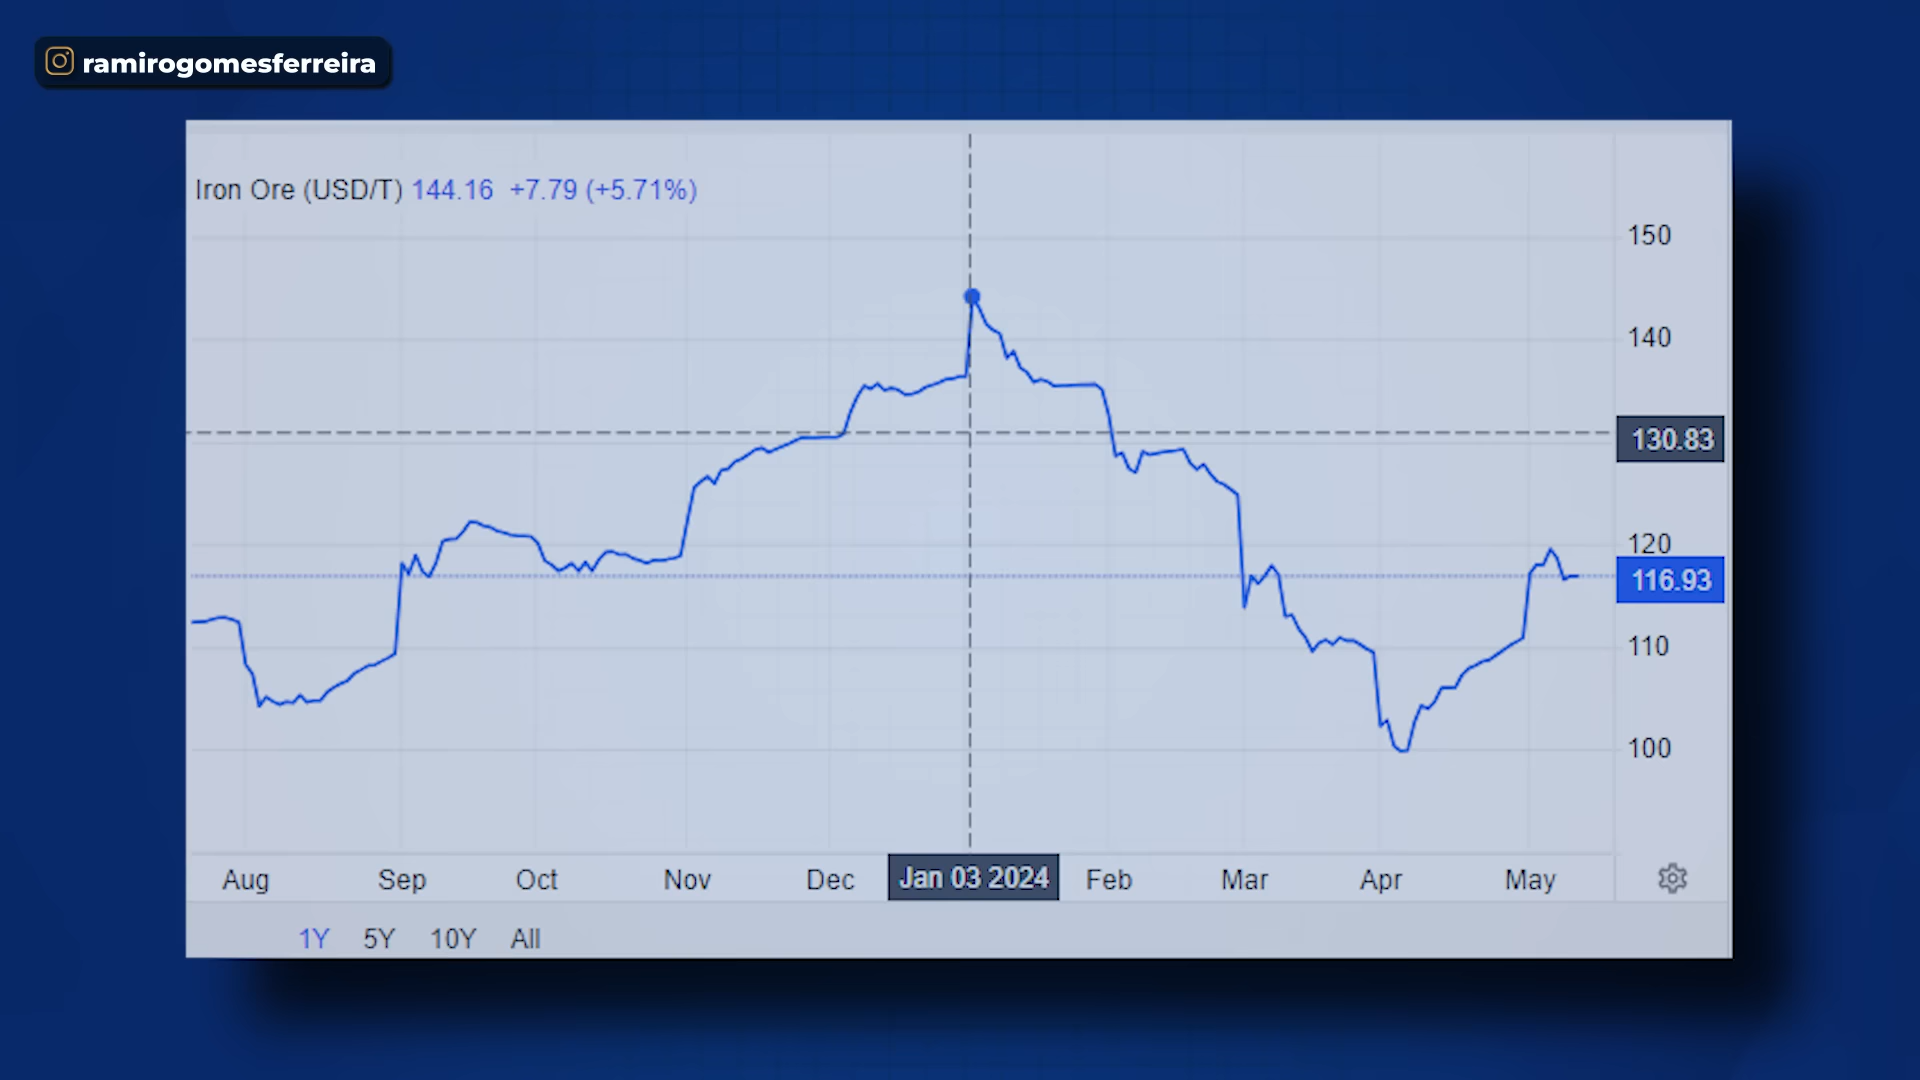 ramirogomesferreira
Iron Ore (USD/T) 144.16 +7.79 (+5.71%)
150
140
130.83
120
116.93
110
100
Aug Sep Oct Nov Dec Jan 03 2024 Feb Mar Apr May
1Y 5Y 10Y All